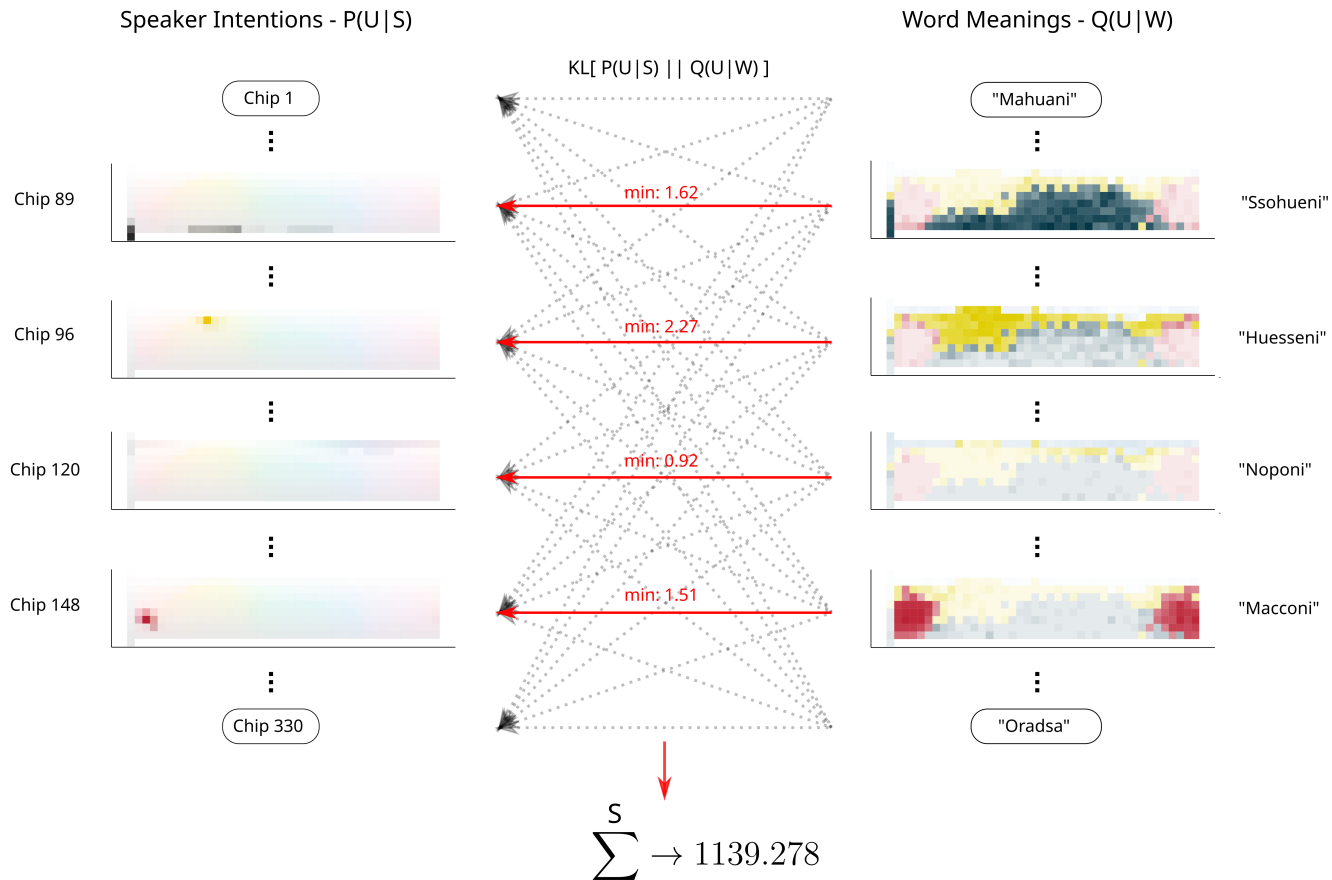 Speaker Intentions - P(U|S)
Word Meanings - Q(U|W)
KL[ P(U|S) || Q(U|W) ]
Chip 1
"Mahuani"
Chip 89
min: 1.62
"Ssohueni"
Chip 96
min: 2.27
"Huesseni"
Chip 120
min: 0.92
"Noponi"
Chip 148
min: 1.51
"Macconi"
Chip 330
"Oradsa"
S
∑ → 1139.278